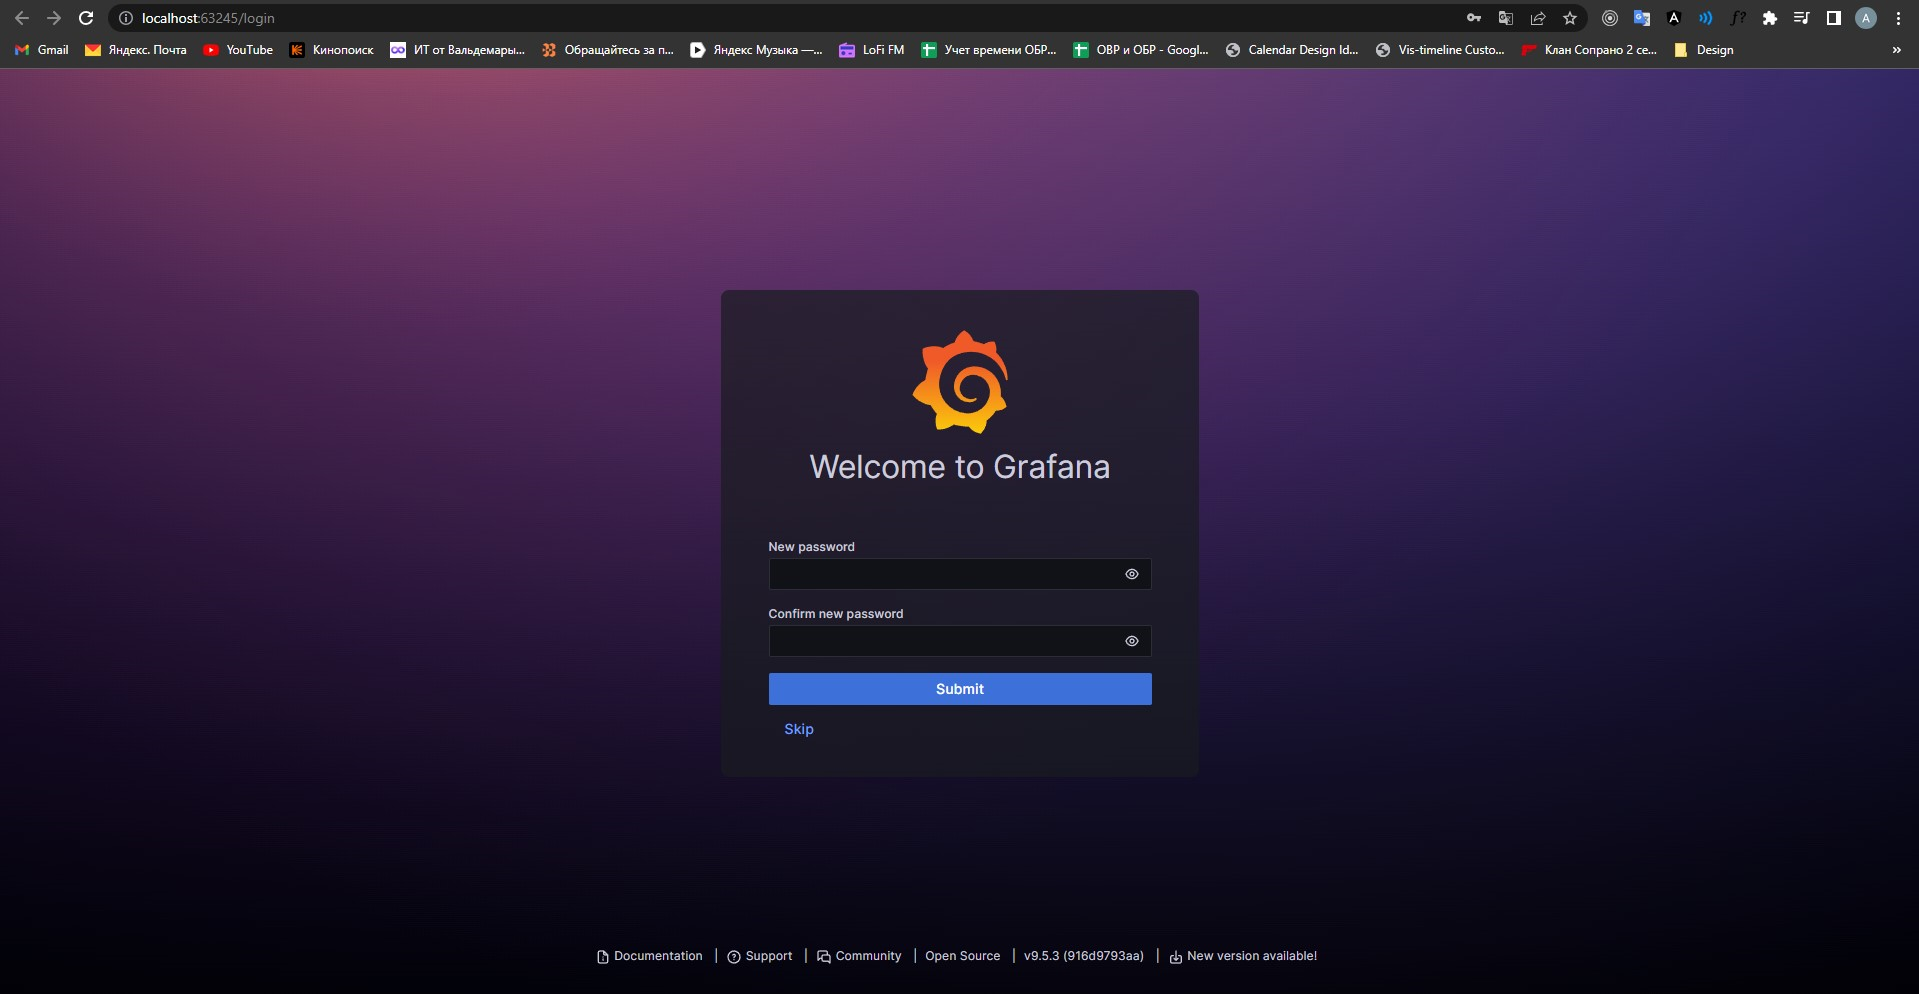 localhost:63245/login
A
f?
A
Gmail
Яндекс. Почта
YouTube
Кинопоиск
ИТ от Вальдемары...
Обращайтесь за п...
Яндекс Музыка —...
LoFi FM
Учет времени ОБР...
ОВР и ОБР - Googl...
Calendar Design Id...
Vis-timeline Custo...
Клан Сопрано 2 се...
Design
»
Welcome to Grafana
New password
Confirm new password
Submit
Skip
Documentation | Support | Community | Open Source | v9.5.3 (916d9793aa) | New version available!